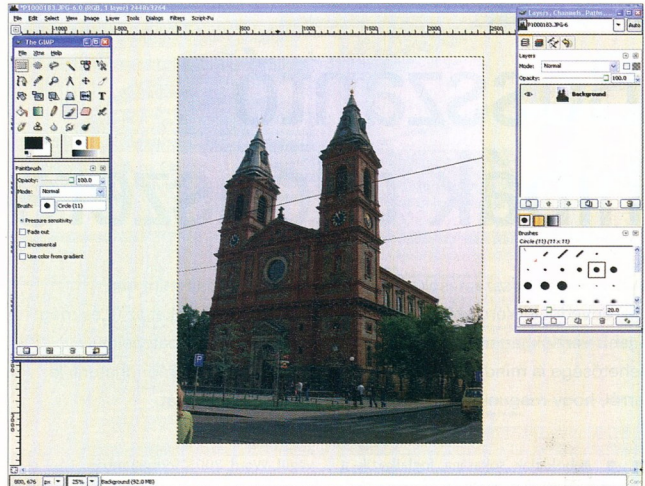 *P1000183.JPG-6.0 (RGB, 1 layer) 2448x3264
File Edit Select View Image Layer Tools Dialogs Filters Script-Fu
The GIMP
File Xtns Help
Paintbrush
Opacity: 100.0
Mode: Normal
Brush: Circle (11)
Pressure sensitivity
Fade out
Incremental
Use color from gradient
P
800, 676 px 25% Background (92.0 MB)
Layers, Channels, Paths
P1000183.JPG-6 Auto
Layers
Mode: Normal
Opacity: 100.0
Background
Brushes
Circle (11) (11 x 11)
Spacing: 20.0